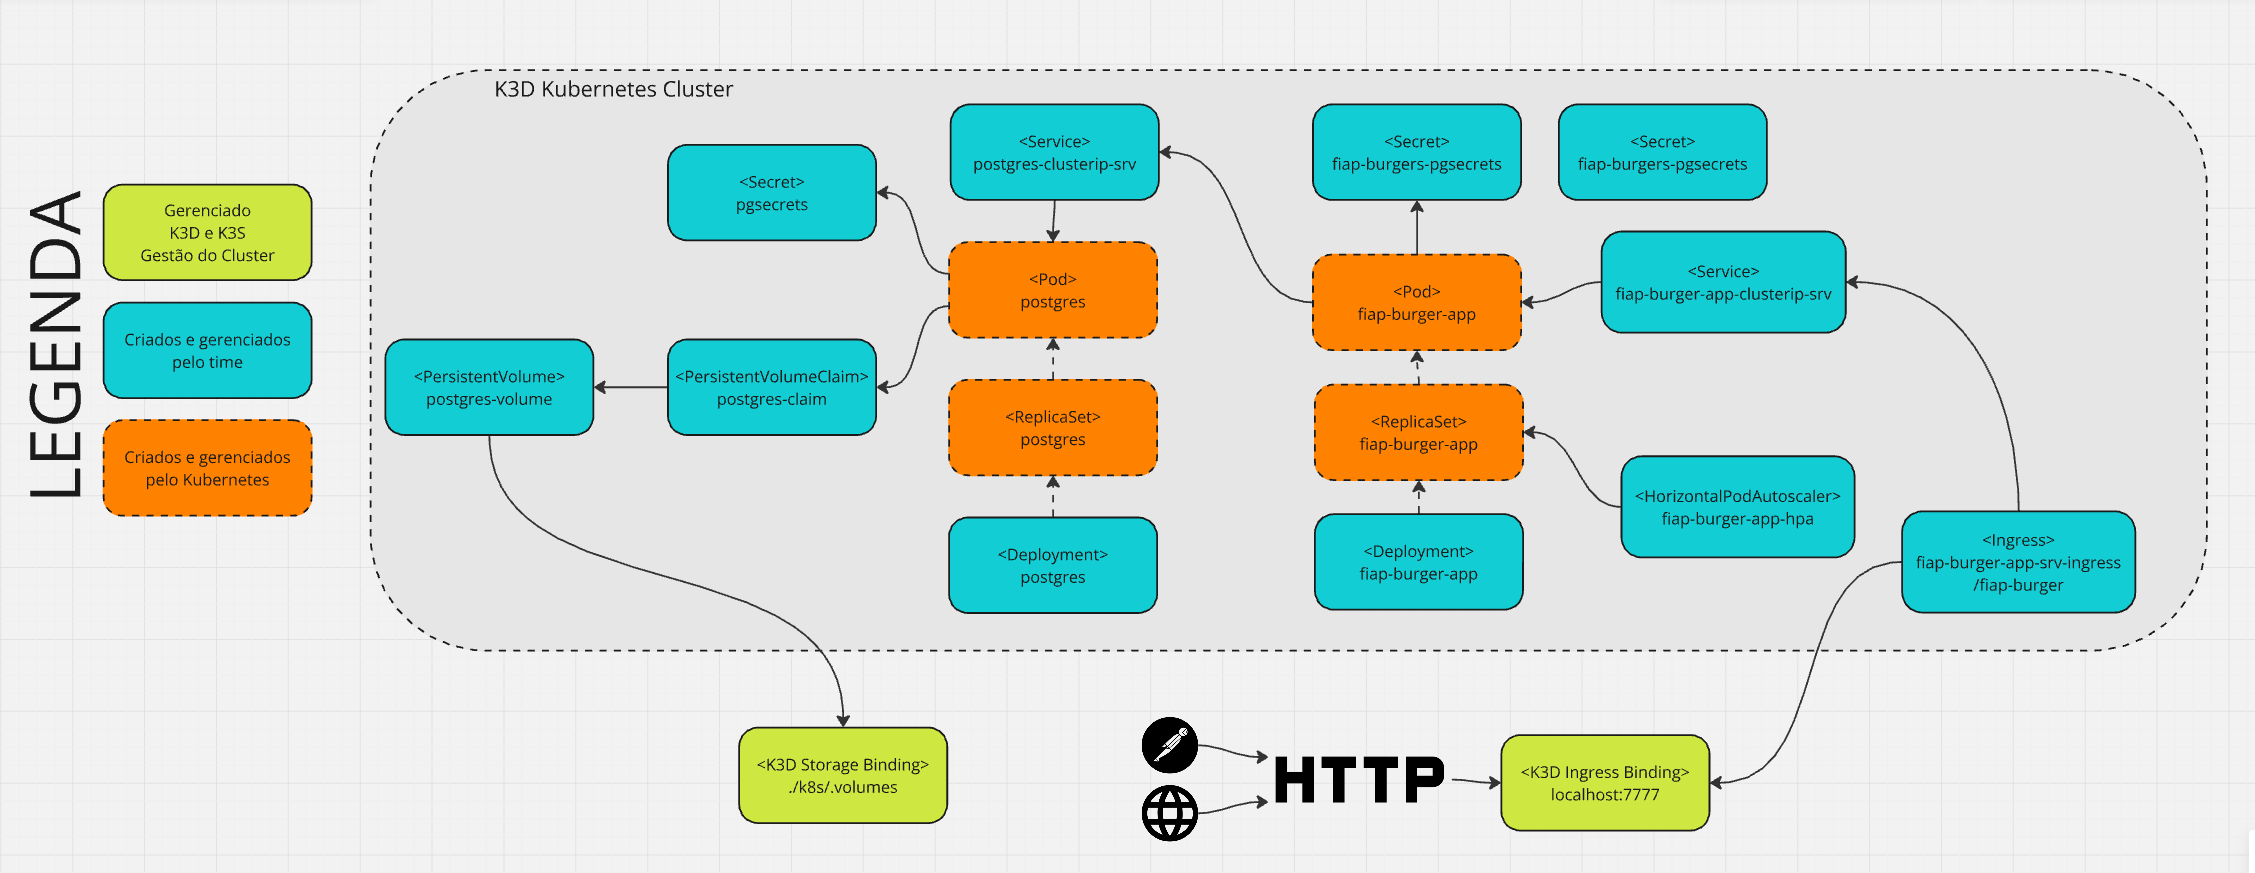 K3D Kubernetes Cluster
LEGENDA
Gerenciado
K3D e K3S
Gestão do Cluster
Criados e gerenciados
pelo time
Criados e gerenciados
pelo Kubernetes
<Secret>
pgsecrets
<PersistentVolume>
postgres-volume
<PersistentVolumeClaim>
postgres-claim
<Service>
postgres-clusterip-srv
<Pod>
postgres
<ReplicaSet>
postgres
<Deployment>
postgres
<Secret>
fiap-burgers-pgsecrets
<Secret>
fiap-burgers-pgsecrets
<Pod>
fiap-burger-app
<Service>
fiap-burger-app-clusterip-srv
<ReplicaSet>
fiap-burger-app
<HorizontalPodAutoscaler>
fiap-burger-app-hpa
<Deployment>
fiap-burger-app
<Ingress>
fiap-burger-app-srv-ingress
/fiap-burger
<K3D Storage Binding>
./k8s/.volumes
HTTP
<K3D Ingress Binding>
localhost:7777